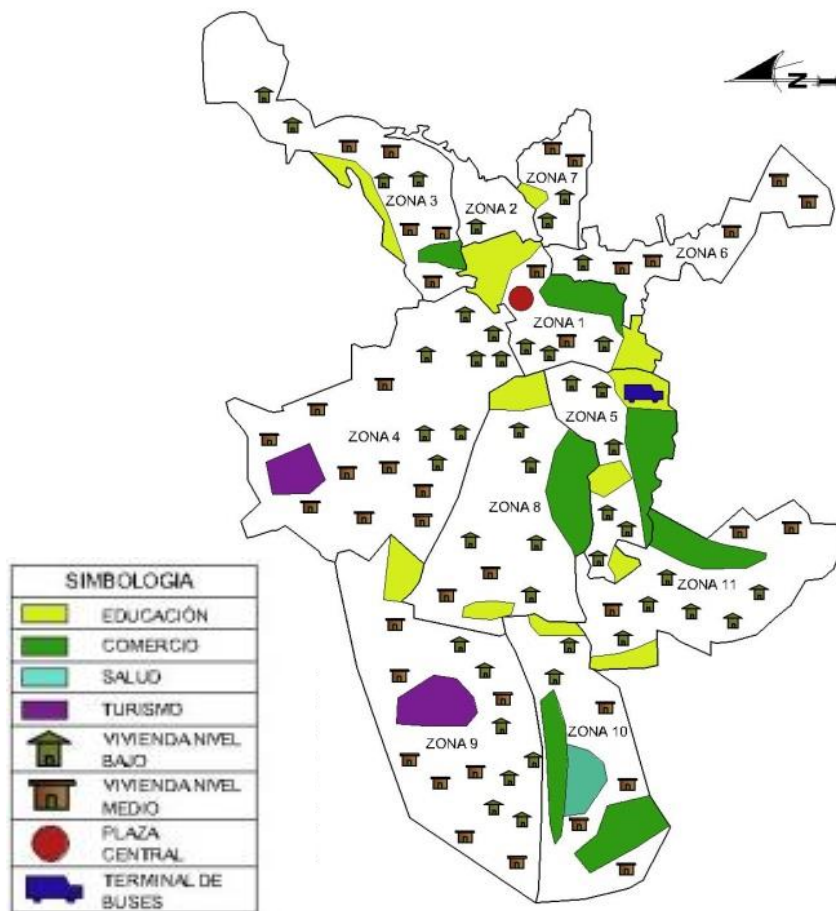 N
ZONA 7
ZONA 3
ZONA 2
ZONA 6
ZONA 1
ZONA 5
ZONA 4
ZONA 8
ZONA 11
ZONA 10
ZONA 9
SIMBOLOGIA
EDUCACIÓN
COMERCIO
SALUD
TURISMO
VIVIENDA NIVEL
BAJO
VIVIENDA NIVEL
MEDIO
PLAZA
CENTRAL
TERMINAL DE
BUSES